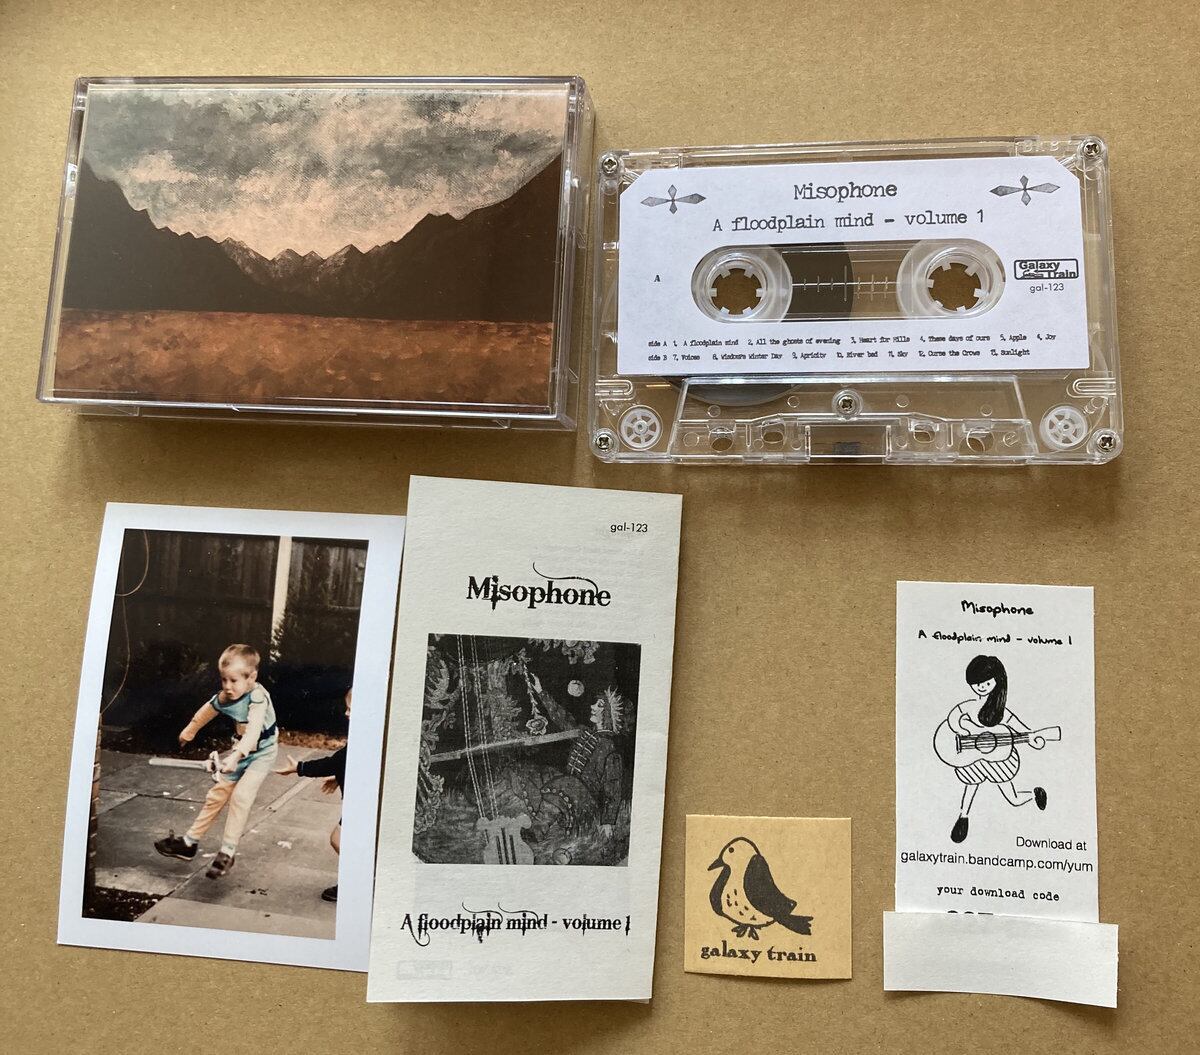 Misophone
A floodplain mind - volume 1
A
Galaxy
Train
gal-123
side A 1. A floodplain mind 2. All the ghosts of evening 3. Heart for Hills 4. These days of ours 5. Apple 6. Joy
side B 7. Voices 8. Window's Winter Day 9. Apricity 10. River bed 11. Sky 12. Curse the Crows 13. Sunlight
gal-123
Misophone
A floodplain mind - volume 1
galaxy train
Misophone
A floodplain mind - volume 1
Download at
galaxytrain.bandcamp.com/yum
your download code